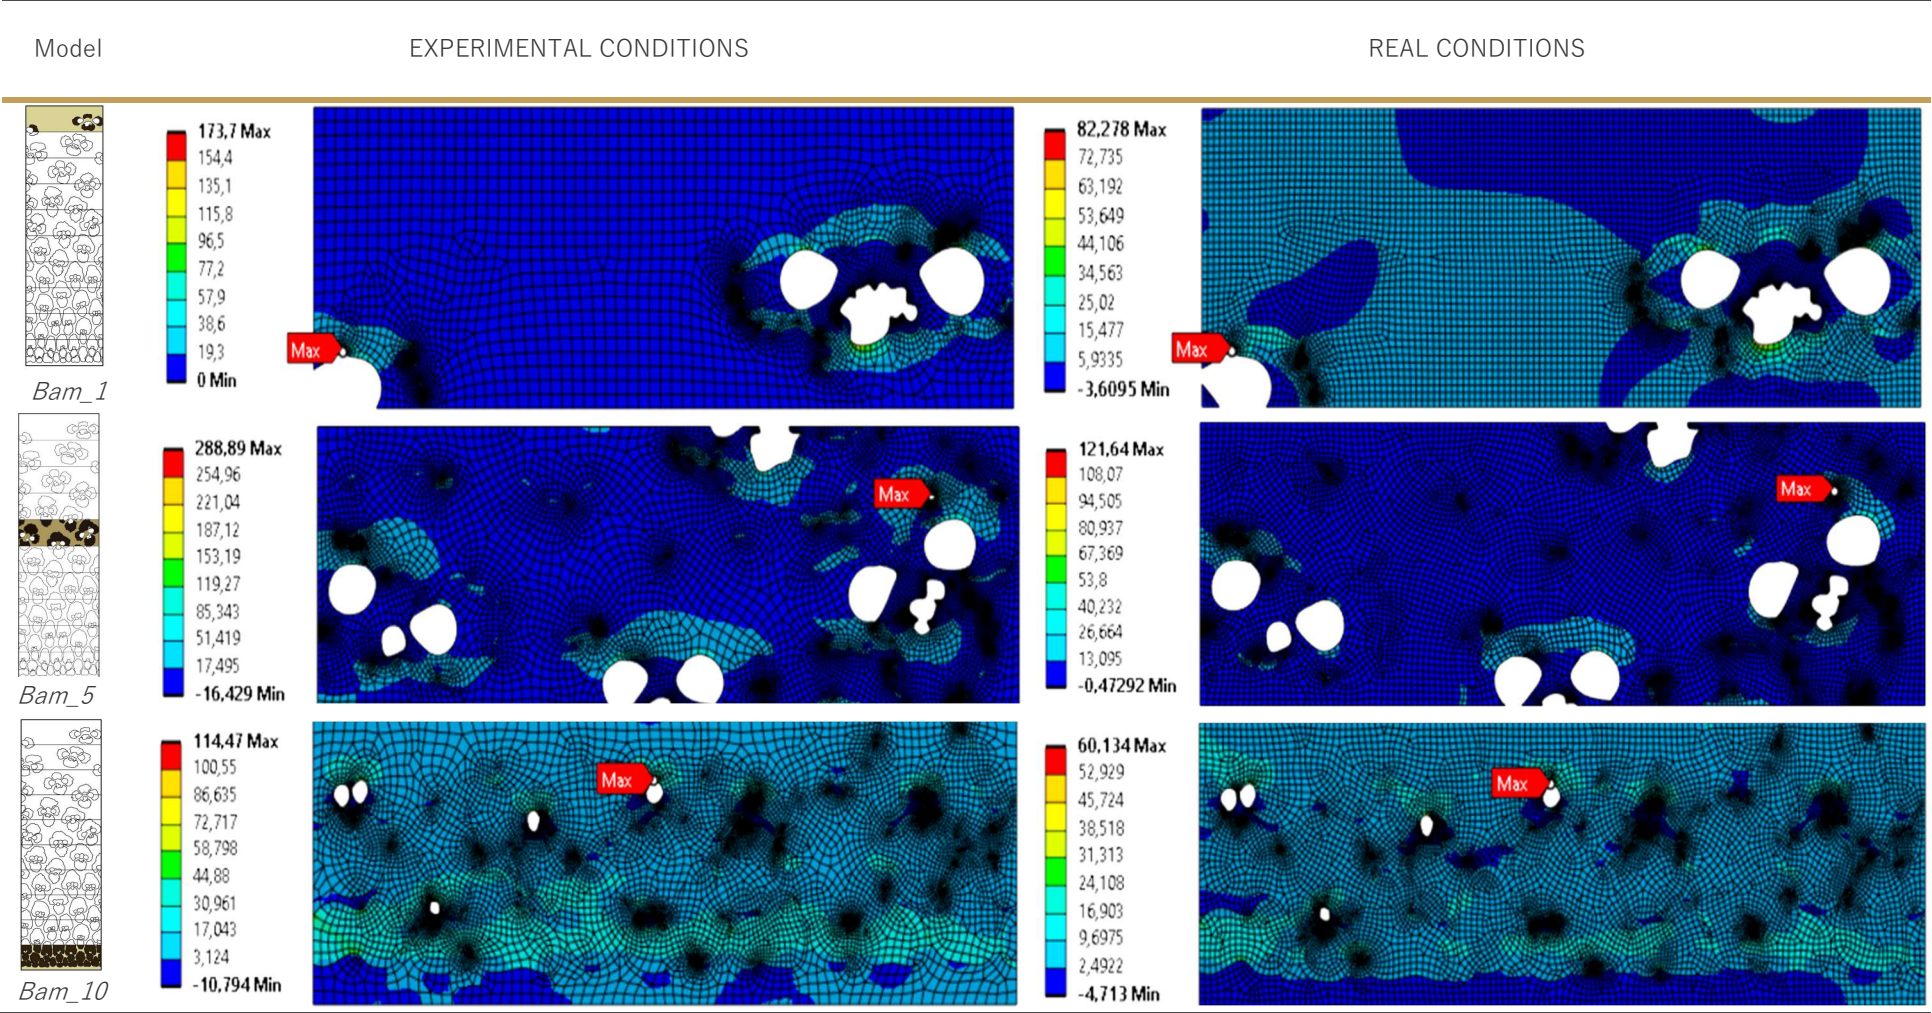 Model EXPERIMENTAL CONDITIONS REAL CONDITIONS
173,7 Max
154,4
135,1
115,8
96,5
77,2
57,9
38,6
19,3
0 Min
Max
82,278 Max
72,735
63,192
53,649
44,106
34,563
25,02
15,477
5,9335
-3,6095 Min
Max
Bam_1
288,89 Max
254,96
221,04
187,12
153,19
119,27
85,343
51,419
17,495
-16,429 Min
Max
121,64 Max
108,07
94,505
80,937
67,369
53,8
40,232
26,664
13,095
-0,47292 Min
Max
Bam_5
114,47 Max
100,55
86,635
72,717
58,798
44,88
30,961
17,043
3,124
-10,794 Min
Max
60,134 Max
52,929
45,724
38,518
31,313
24,108
16,903
9,6975
2,4922
-4,713 Min
Max
Bam_10